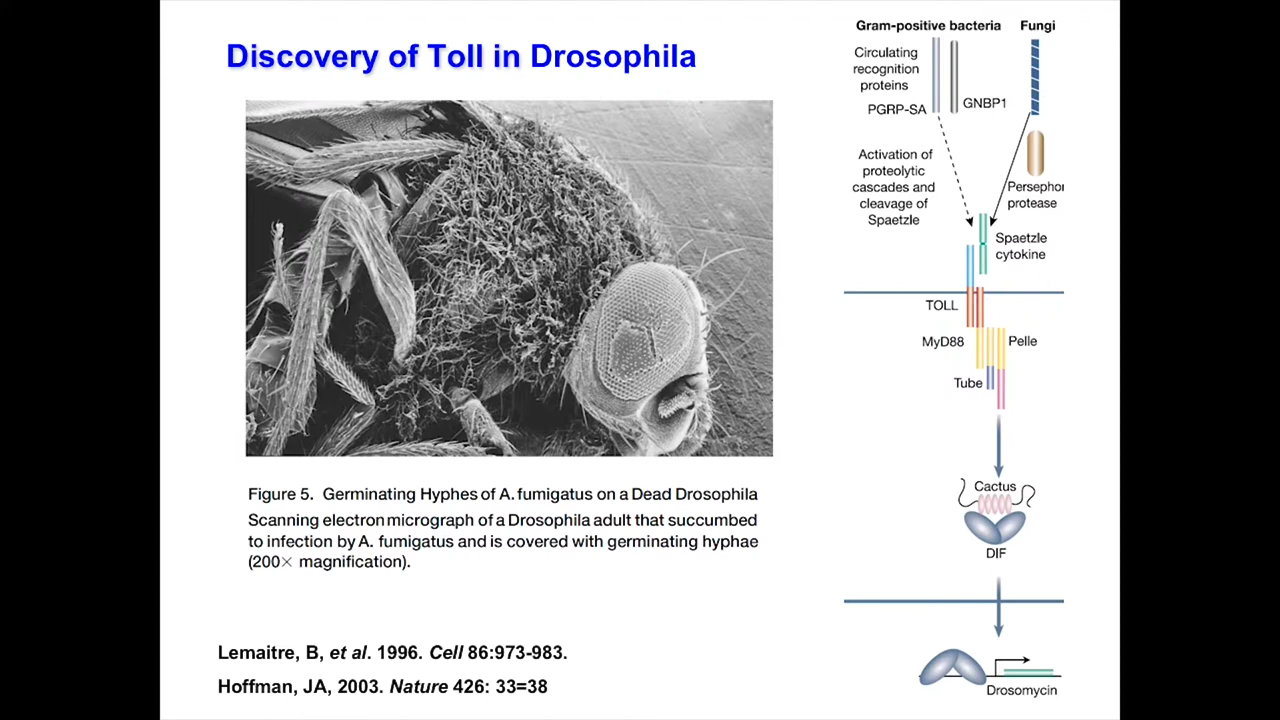 Discovery of Toll in Drosophila
Figure 5. Germinating Hyphes of A. fumigatus on a Dead Drosophila
Scanning electron micrograph of a Drosophila adult that succumbed
to infection by A. fumigatus and is covered with germinating hyphae
(200× magnification).
Lemaitre, B, et al. 1996. Cell 86:973-983.
Hoffman, JA, 2003. Nature 426: 33=38
Gram-positive bacteria
Fungi
Circulating
recognition
proteins
PGRP-SA
GNBP1
Activation of
proteolytic
cascades and
cleavage of
Spaetzle
Persephon
protease
Spaetzle
cytokine
TOLL
MyD88
Pelle
Tube
Cactus
DIF
Drosomycin